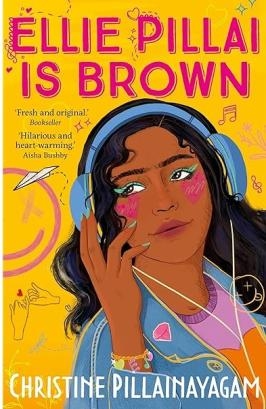 ELLIE PILLAI
IS BROWN
'Fresh and original.'
Bookseller
'Hilarious and
heart-warming.'
Aisha Bushby
CHRISTINE PILLAINAYAGAM